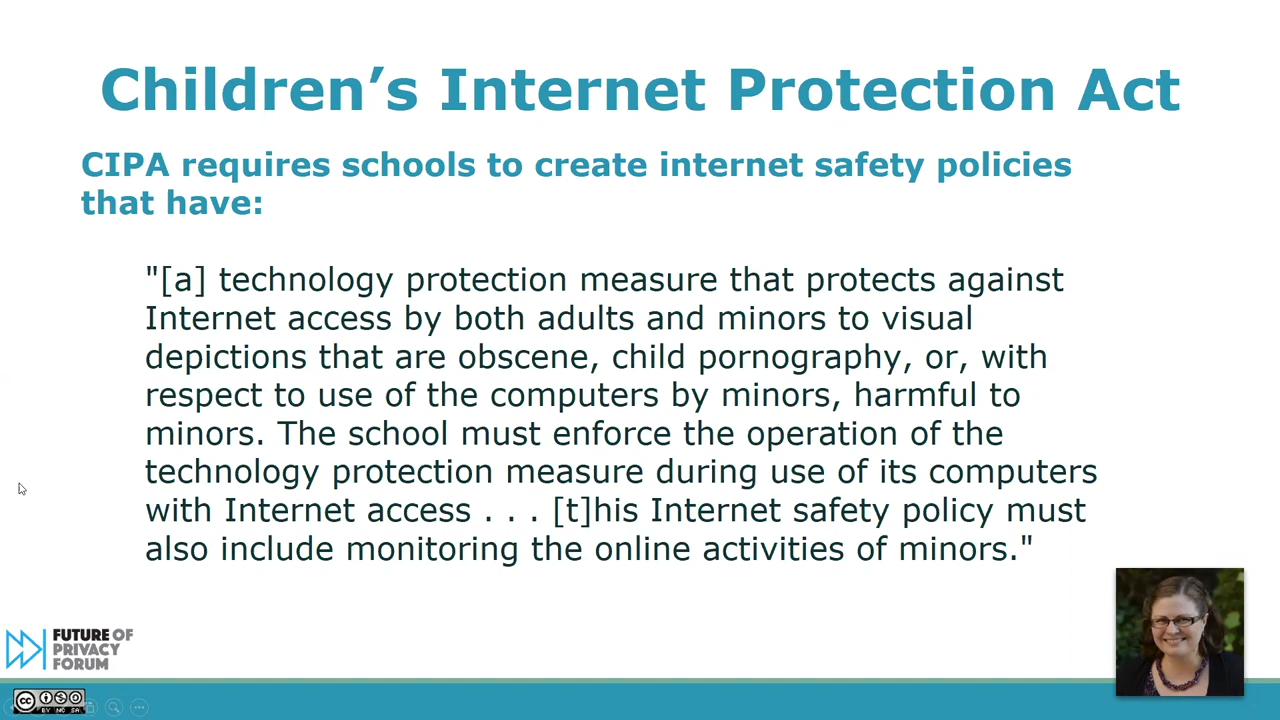 Children’s Internet Protection Act
CIPA requires schools to create internet safety policies
that have:
"[a] technology protection measure that protects against
Internet access by both adults and minors to visual
depictions that are obscene, child pornography, or, with
respect to use of the computers by minors, harmful to
minors. The school must enforce the operation of the
technology protection measure during use of its computers
with Internet access . . . [t]his Internet safety policy must
also include monitoring the online activities of minors."
FUTURE OF
PRIVACY
FORUM
cc
BY NC SA